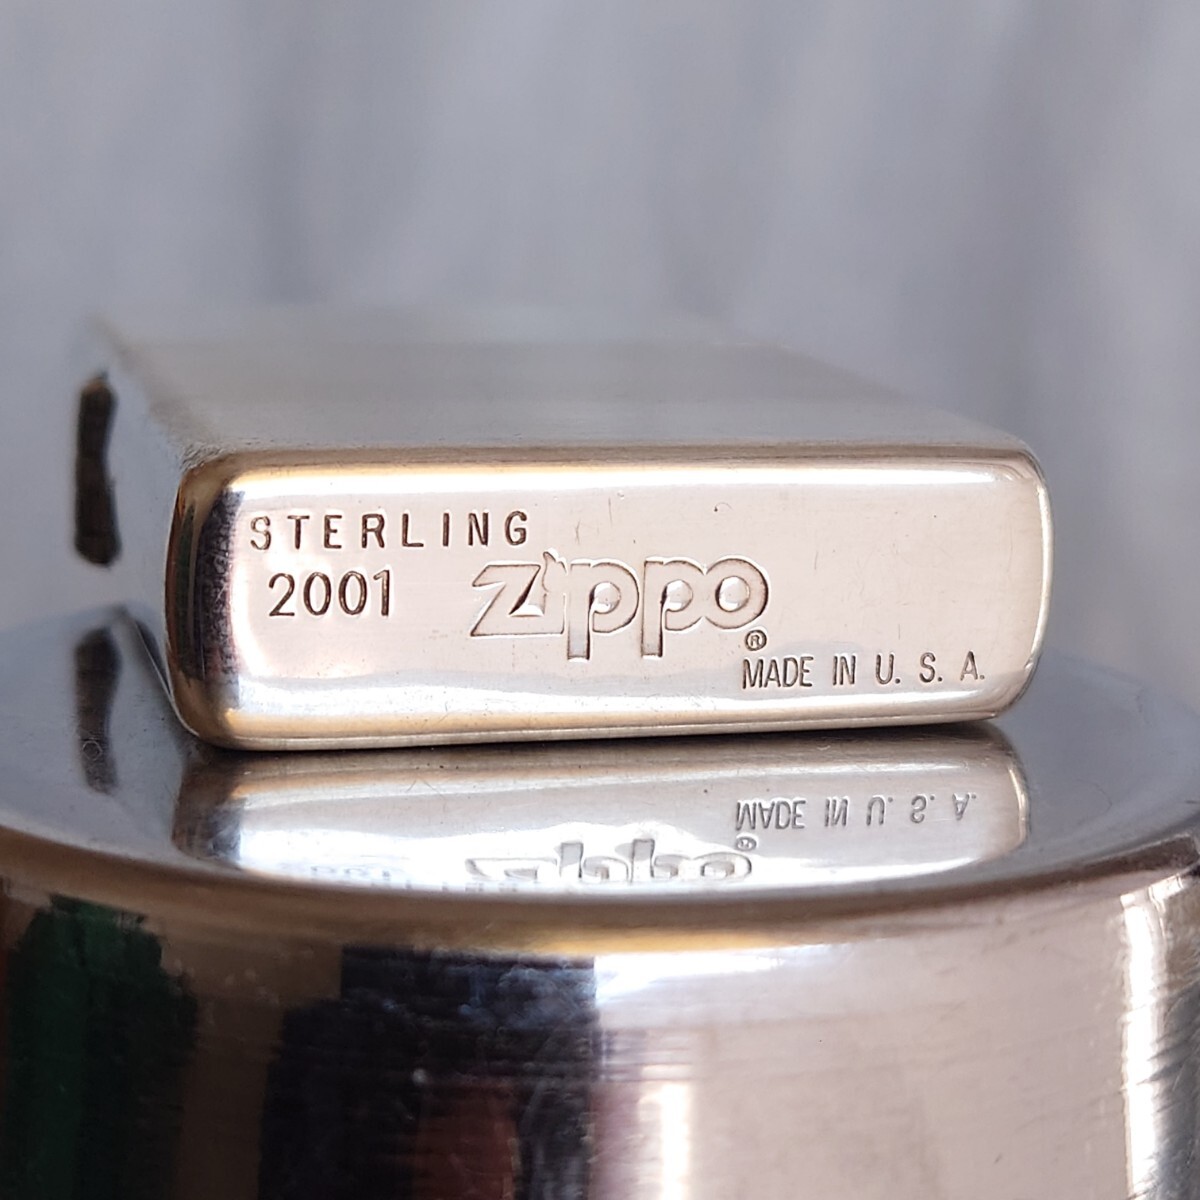 STERLING
2001
Zippo®
MADE IN U. S. A.